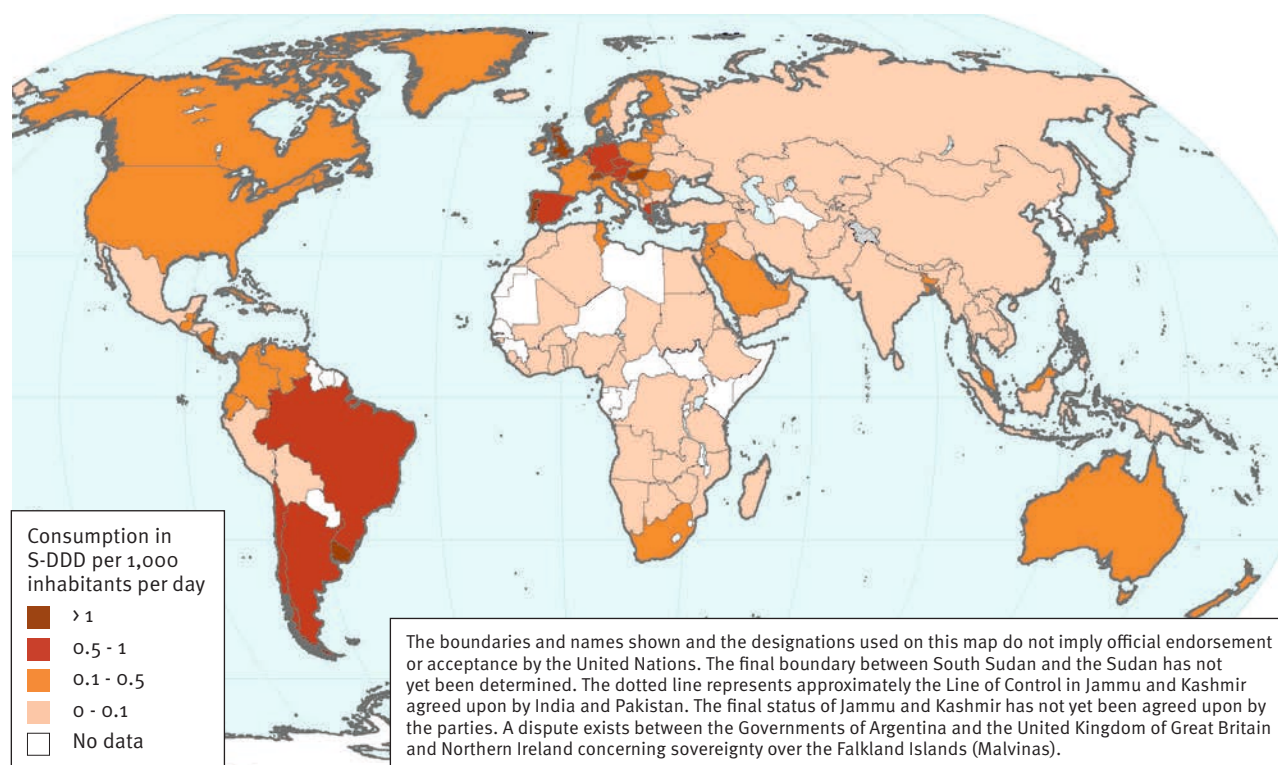 Consumption in
S-DDD per 1,000
inhabitants per day
> 1
0.5 - 1
0.1 - 0.5
0 - 0.1
No data
The boundaries and names shown and the designations used on this map do not imply official endorsement
or acceptance by the United Nations. The final boundary between South Sudan and the Sudan has not
yet been determined. The dotted line represents approximately the Line of Control in Jammu and Kashmir
agreed upon by India and Pakistan. The final status of Jammu and Kashmir has not yet been agreed upon by
the parties. A dispute exists between the Governments of Argentina and the United Kingdom of Great Britain
and Northern Ireland concerning sovereignty over the Falkland Islands (Malvinas).